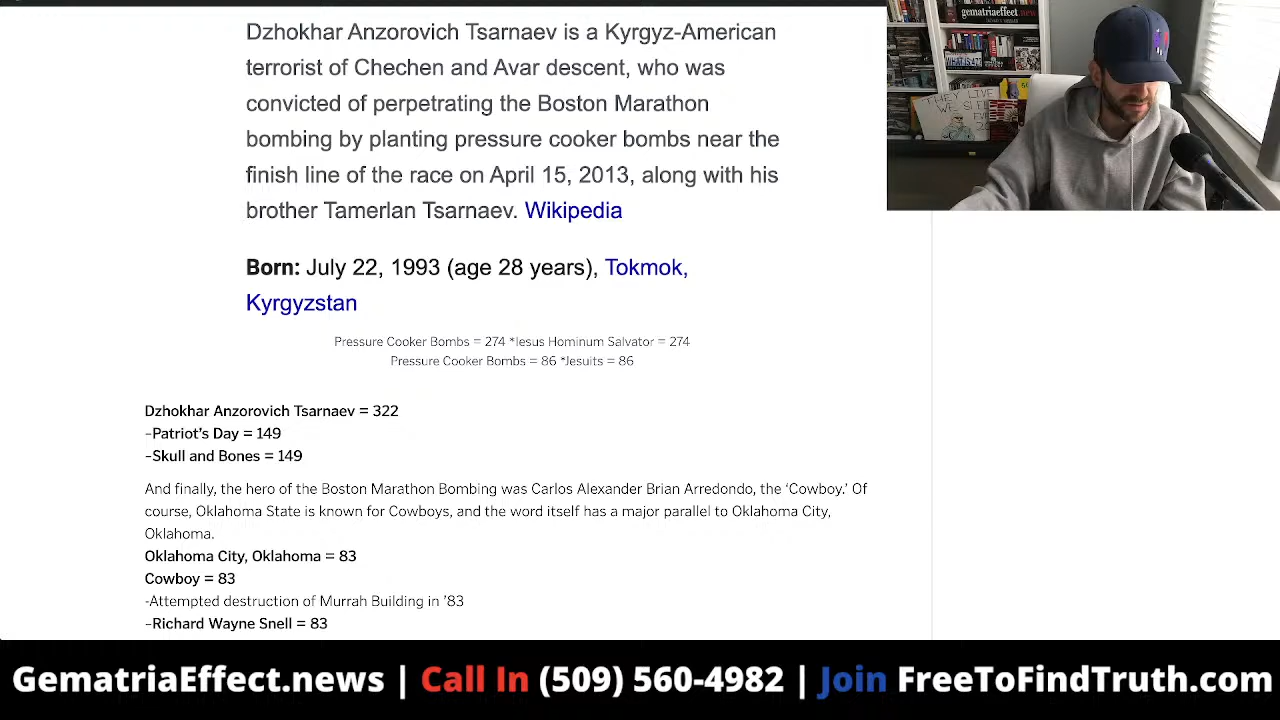 Dzhokhar Anzorovich Tsarnaev is a Kyrgyz-American
terrorist of Chechen and Avar descent, who was
convicted of perpetrating the Boston Marathon
bombing by planting pressure cooker bombs near the
finish line of the race on April 15, 2013, along with his
brother Tamerlan Tsarnaev. Wikipedia
Born: July 22, 1993 (age 28 years), Tokmok,
Kyrgyzstan
Pressure Cooker Bombs = 274 *Iesus Hominum Salvator = 274
Pressure Cooker Bombs = 86 *Jesuits = 86
Dzhokhar Anzorovich Tsarnaev = 322
–Patriot's Day = 149
–Skull and Bones = 149
And finally, the hero of the Boston Marathon Bombing was Carlos Alexander Brian Arredondo, the ‘Cowboy.’ Of
course, Oklahoma State is known for Cowboys, and the word itself has a major parallel to Oklahoma City,
Oklahoma.
Oklahoma City, Oklahoma = 83
Cowboy = 83
-Attempted destruction of Murrah Building in ’83
–Richard Wayne Snell = 83
gematriaeffect.news
THEY LIVE
WE SLEEP
GematriaEffect.news | Call In (509) 560-4982 | Join FreeToFindTruth.com